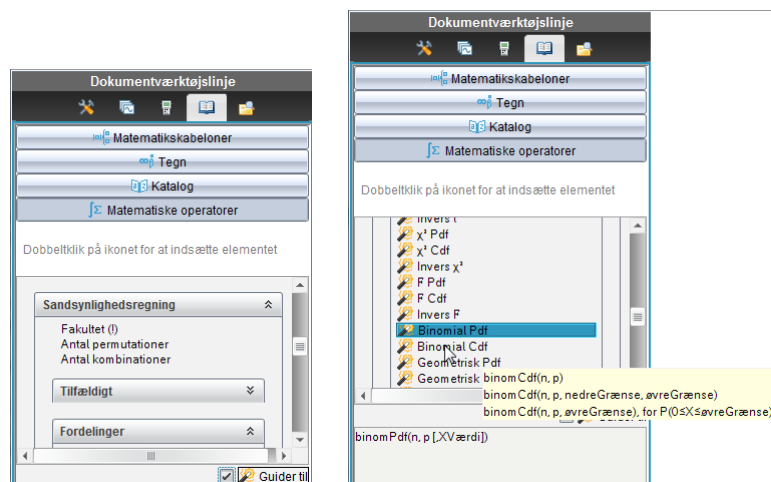 Dokumentværktøjslinje
Matematikskabeloner
Tegn
Katalog
∫Σ Matematiske operatorer
Dobbeltklik på ikonet for at indsætte elementet
Sandsynlighedsregning
Fakultet (!)
Antal permutationer
Antal kombinationer
Tilfældigt
Fordelinger
Guider til
Dokumentværktøjslinje
Matematikskabeloner
Tegn
Katalog
∫Σ Matematiske operatorer
Dobbeltklik på ikonet for at indsætte elementet
Invers t
χ² Pdf
χ² Cdf
Invers χ²
F Pdf
F Cdf
Invers F
Binomial Pdf
Binomial Cdf
Geometrisk Pdf
Geometrisk
binomCdf(n, p)
binomCdf(n, p, nedreGrænse, øvreGrænse)
binomCdf(n, p, øvreGrænse), for P(0≤X≤øvreGrænse)
binomPdf(n, p [,XVærdi])